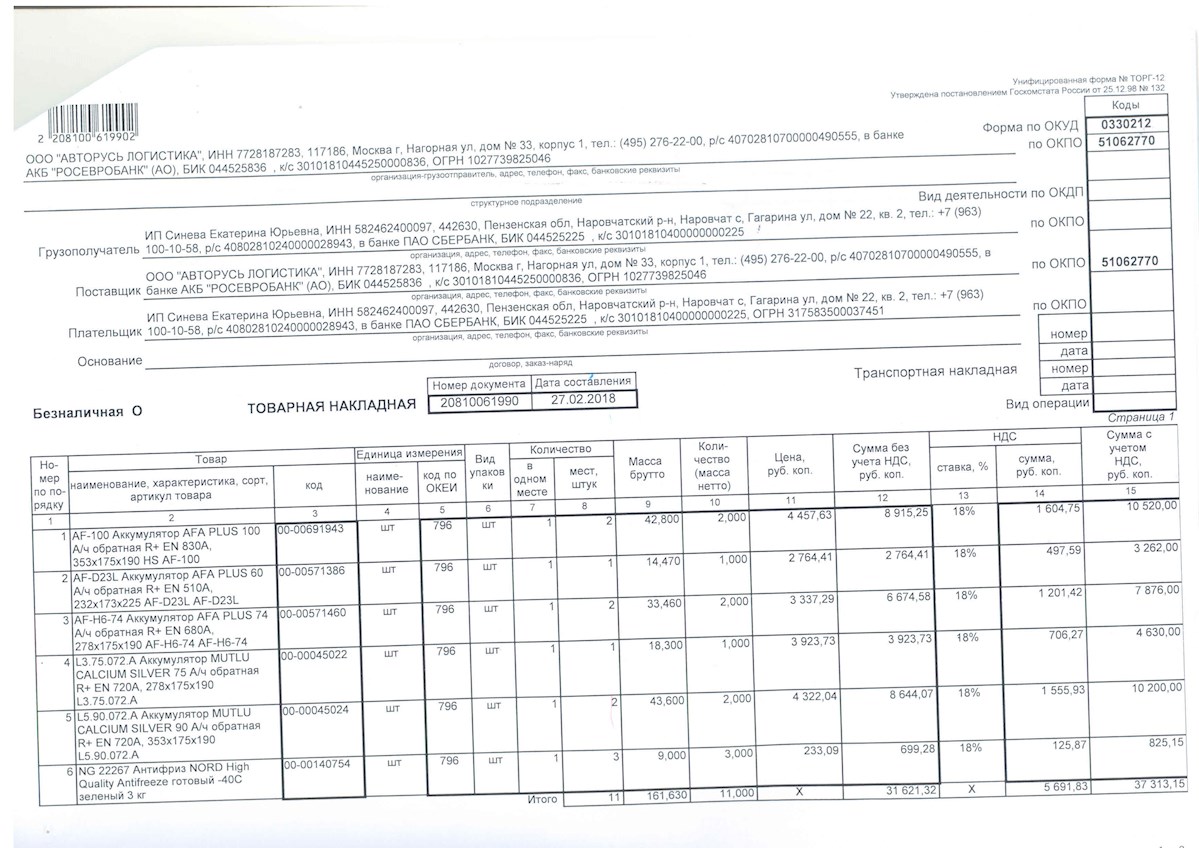 Унифицированная форма № ТОРГ-12
Утверждена постановлением Госкомстата России от 25.12.98 № 132
Коды
Форма по ОКУД 0330212
по ОКПО 51062770
2 208100 619902
ООО "АВТОРУСЬ ЛОГИСТИКА", ИНН 7728187283, 117186, Москва г, Нагорная ул, дом № 33, корпус 1, тел.: (495) 276-22-00, р/с 40702810700000490555, в банке
АКБ "РОСЕВРОБАНК" (АО), БИК 044525836 , к/с 30101810445250000836, ОГРН 1027739825046
организация-грузоотправитель, адрес, телефон, факс, банковские реквизиты
структурное подразделение
Вид деятельности по ОКДП
Грузополучатель ИП Синева Екатерина Юрьевна, ИНН 582462400097, 442630, Пензенская обл, Наровчатский р-н, Наровчат с, Гагарина ул, дом № 22, кв. 2, тел.: +7 (963)
100-10-58, р/с 40802810240000028943, в банке ПАО СБЕРБАНК, БИК 044525225 , к/с 30101810400000000225
по ОКПО
организация, адрес, телефон, факс, банковские реквизиты
Поставщик ООО "АВТОРУСЬ ЛОГИСТИКА", ИНН 7728187283, 117186, Москва г, Нагорная ул, дом № 33, корпус 1, тел.: (495) 276-22-00, р/с 40702810700000490555, в
банке АКБ "РОСЕВРОБАНК" (АО), БИК 044525836 , к/с 30101810445250000836, ОГРН 1027739825046
по ОКПО 51062770
организация, адрес, телефон, факс, банковские реквизиты
Плательщик ИП Синева Екатерина Юрьевна, ИНН 582462400097, 442630, Пензенская обл, Наровчатский р-н, Наровчат с, Гагарина ул, дом № 22, кв. 2, тел.: +7 (963)
100-10-58, р/с 40802810240000028943, в банке ПАО СБЕРБАНК, БИК 044525225 , к/с 30101810400000000225, ОГРН 317583500037451
по ОКПО
организация, адрес, телефон, факс, банковские реквизиты
Основание
договор, заказ-наряд
номер
дата
Транспортная накладная номер
дата
Вид операции
Номер документа Дата составления
Безналичная О ТОВАРНАЯ НАКЛАДНАЯ 20810061990 27.02.2018
Страница 1
Но-мер по по-рядку Товар Единица измерения Вид упаков ки Количество Масса брутто Коли-чество (масса нетто) Цена, руб. коп. Сумма без учета НДС, руб. коп. НДС Сумма с учетом НДС, руб. коп.
наименование, характеристика, сорт, артикул товара код наиме-нование код по ОКЕИ в одном месте мест, штук ставка, % сумма, руб. коп.
1 2 3 4 5 6 7 8 9 10 11 12 13 14 15
1 AF-100 Аккумулятор AFA PLUS 100 00-00691943 шт 796 шт 1 2 42,800 2,000 4 457,63 8 915,25 18% 1 604,75 10 520,00
А/ч обратная R+ EN 830A,
353x175x190 HS AF-100
2 AF-D23L Аккумулятор AFA PLUS 60 00-00571386 шт 796 шт 1 1 14,470 1,000 2 764,41 2 764,41 18% 497,59 3 262,00
А/ч обратная R+ EN 510A,
232x173x225 AF-D23L AF-D23L
3 AF-H6-74 Аккумулятор AFA PLUS 74 00-00571460 шт 796 шт 1 2 33,460 2,000 3 337,29 6 674,58 18% 1 201,42 7 876,00
А/ч обратная R+ EN 680A,
278x175x190 AF-H6-74 AF-H6-74
4 L3.75.072.A Аккумулятор MUTLU 00-00045022 шт 796 шт 1 1 18,300 1,000 3 923,73 3 923,73 18% 706,27 4 630,00
CALCIUM SILVER 75 А/ч обратная
R+ EN 720A, 278x175x190
L3.75.072.A
5 L5.90.072.A Аккумулятор MUTLU 00-00045024 шт 796 шт 1 2 43,600 2,000 4 322,04 8 644,07 18% 1 555,93 10 200,00
CALCIUM SILVER 90 А/ч обратная
R+ EN 720A, 353x175x190
L5.90.072.A
6 NG 22267 Антифриз NORD High 00-00140754 шт 796 шт 1 3 9,000 3,000 233,09 699,28 18% 125,87 825,15
Quality Antifreeze готовый -40C
зеленый 3 кг
Итого 11 161,630 11,000 X 31 621,32 X 5 691,83 37 313,15